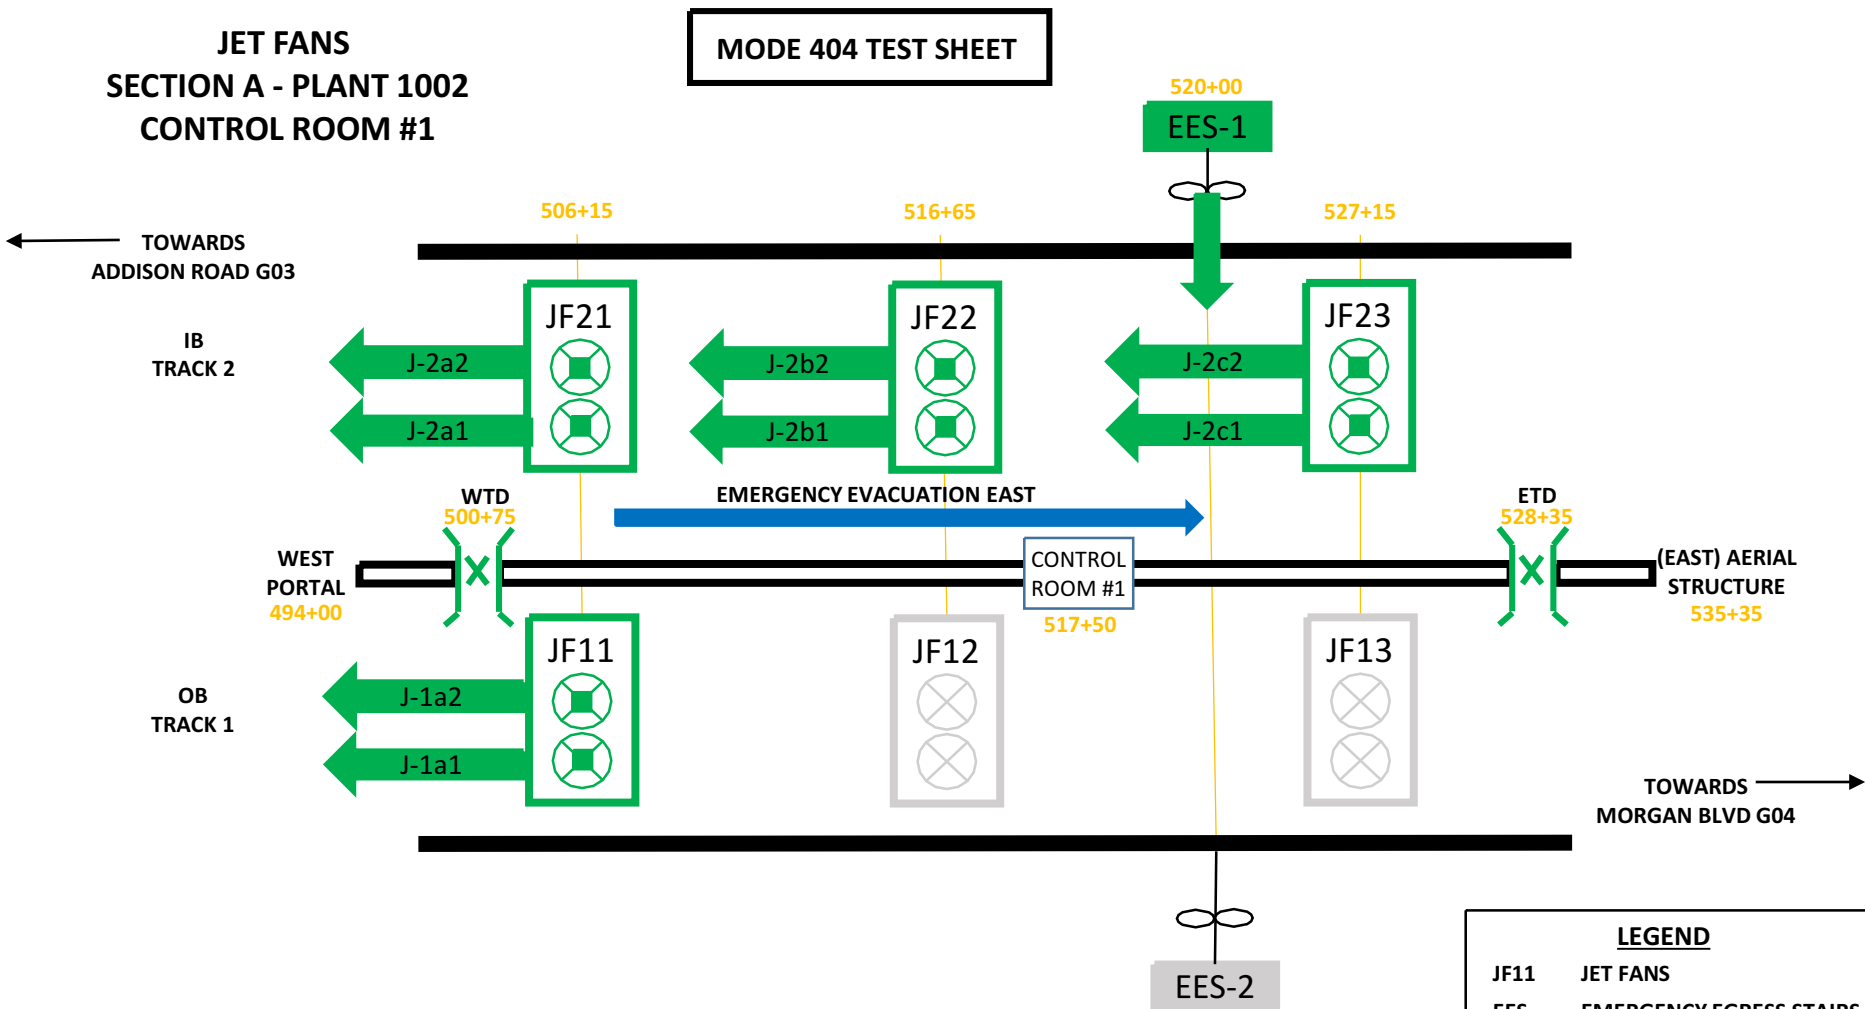 JET FANS
SECTION A - PLANT 1002
CONTROL ROOM #1
MODE 404 TEST SHEET
520+00
EES-1
506+15
516+65
527+15
TOWARDS
ADDISON ROAD G03
IB
TRACK 2
JF21
JF22
JF23
J-2a2
J-2b2
J-2c2
J-2a1
J-2b1
J-2c1
WTD
500+75
EMERGENCY EVACUATION EAST
ETD
528+35
WEST
PORTAL
494+00
CONTROL
ROOM #1
517+50
(EAST) AERIAL
STRUCTURE
535+35
JF11
JF12
JF13
OB
TRACK 1
J-1a2
J-1a1
TOWARDS
MORGAN BLVD G04
EES-2
LEGEND
JF11 JET FANS
EES EMERGENCY EGRESS STAIRS